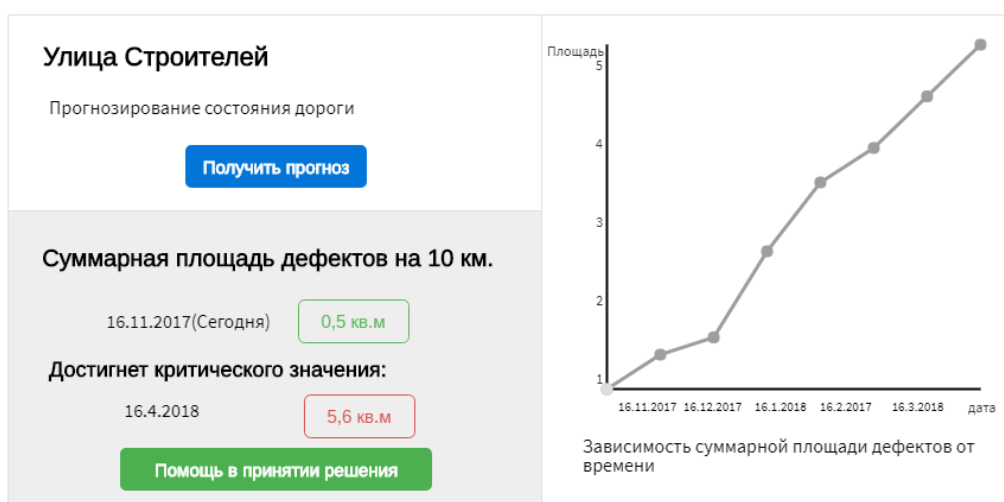 Улица Строителей
Прогнозирование состояния дороги
Получить прогноз
Суммарная площадь дефектов на 10 км.
16.11.2017(Сегодня)
0,5 кв.м
Достигнет критического значения:
16.4.2018
5,6 кв.м
Помощь в принятии решения
Площадь
5
4
3
2
1
16.11.2017
16.12.2017
16.1.2018
16.2.2017
16.3.2018
дата
Зависимость суммарной площади дефектов от
времени